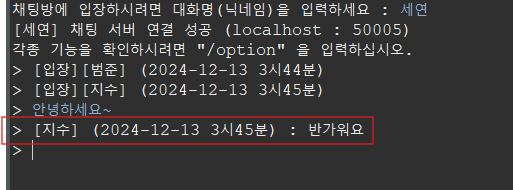 채팅방에 입장하시려면 대화명(닉네임)을 입력하세요 : 세연
[세연] 채팅 서버 연결 성공 (localhost : 50005)
각종 기능을 확인하시려면 "/option" 을 입력하십시오.
> [입장][범준] (2024-12-13 3시44분)
> [입장][지수] (2024-12-13 3시45분)
> 안녕하세요~
> [지수] (2024-12-13 3시45분) : 반가워요
>